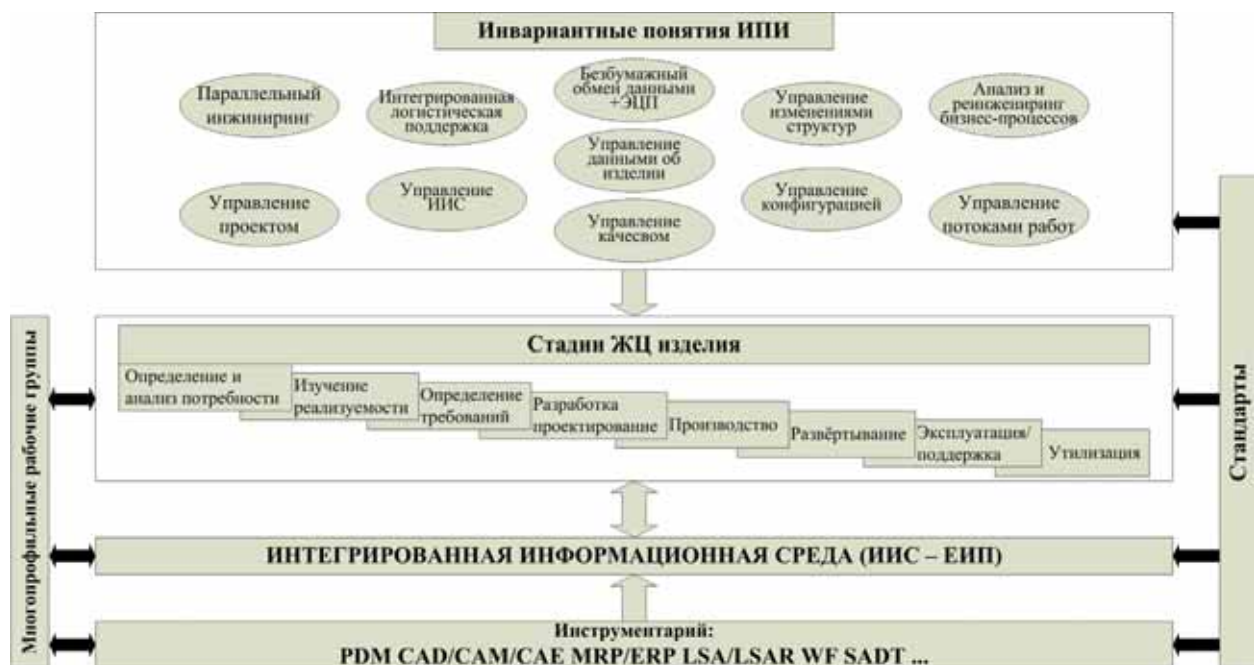 Инвариантные понятия ИПИ
Параллельный
инжиниринг
Интегрированная
логистическая
поддержка
Безбумажный
обмей данными
+ЭЦП
Управление
изменениями
структур
Анализ и
реинжениринг
бизнес-процессов
Управление
данными об
изделии
Управление
проектом
Управление
ИИС
Управление
качесвом
Управление
конфигурацией
Управление
потоками работ
Стадии ЖЦ изделия
Определение и
анализ потребности
Изучение
реализуемости
Определение
требований
Разработка
проектирование
Производство
Развёртывание
Эксплуатация/
поддержка
Утилизация
ИНТЕГРИРОВАННАЯ ИНФОРМАЦИОННАЯ СРЕДА (ИИС – ЕИП)
Инструментарий:
PDM CAD/CAM/CAE MRP/ERP LSA/LSAR WF SADT ...
Многопрофильные рабочие группы
Стандарты